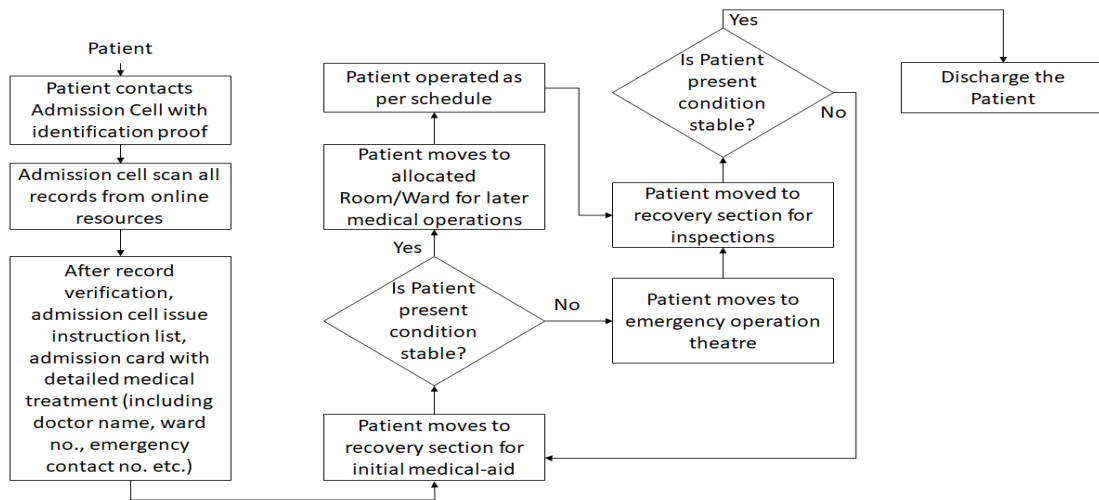 Patient
Patient contacts
Admission Cell with
identification proof
Admission cell scan all
records from online
resources
After record
verification,
admission cell issue
instruction list,
admission card with
detailed medical
treatment (including
doctor name, ward
no., emergency
contact no. etc.)
Patient moves to
recovery section for
initial medical-aid
Is Patient
present
condition
stable?
Yes
No
Patient moves to
allocated
Room/Ward for later
medical operations
Patient operated as
per schedule
Patient moves to
emergency operation
theatre
Patient moved to
recovery section for
inspections
Is Patient
present
condition
stable?
Yes
No
Discharge the
Patient